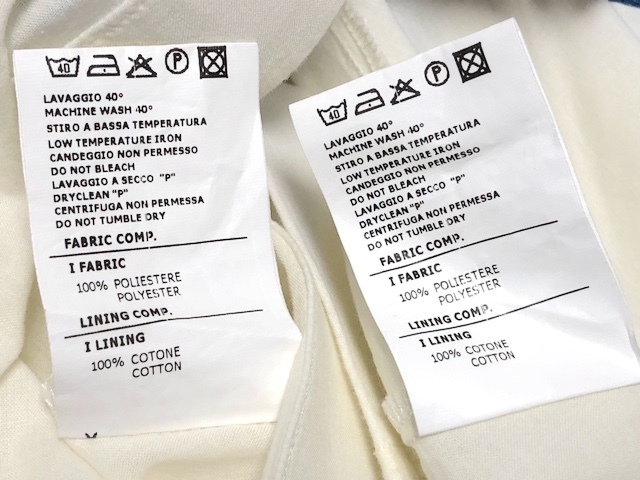 40 P
LAVAGGIO 40°
MACHINE WASH 40°
STIRO A BASSA TEMPERATURA
LOW TEMPERATURE IRON
CANDEGGIO NON PERMESSO
DO NOT BLEACH
LAVAGGIO A SECCO "P"
DRYCLEAN "P"
CENTRIFUGA NON PERMESSA
DO NOT TUMBLE DRY
FABRIC COMP.
I FABRIC
100% POLIESTERE
POLYESTER
LINING COMP.
I LINING
100% COTONE
COTTON
40 P
LAVAGGIO 40°
MACHINE WASH 40°
STIRO A BASSA TEMPERATURA
LOW TEMPERATURE IRON
CANDEGGIO NON PERMESSO
DO NOT BLEACH
LAVAGGIO A SECCO "P"
DRYCLEAN "P"
CENTRIFUGA NON PERMESSA
DO NOT TUMBLE DRY
FABRIC COMP.
I FABRIC
100% POLIESTERE
POLYESTER
LINING COMP.
I LINING
100% COTONE
COTTON